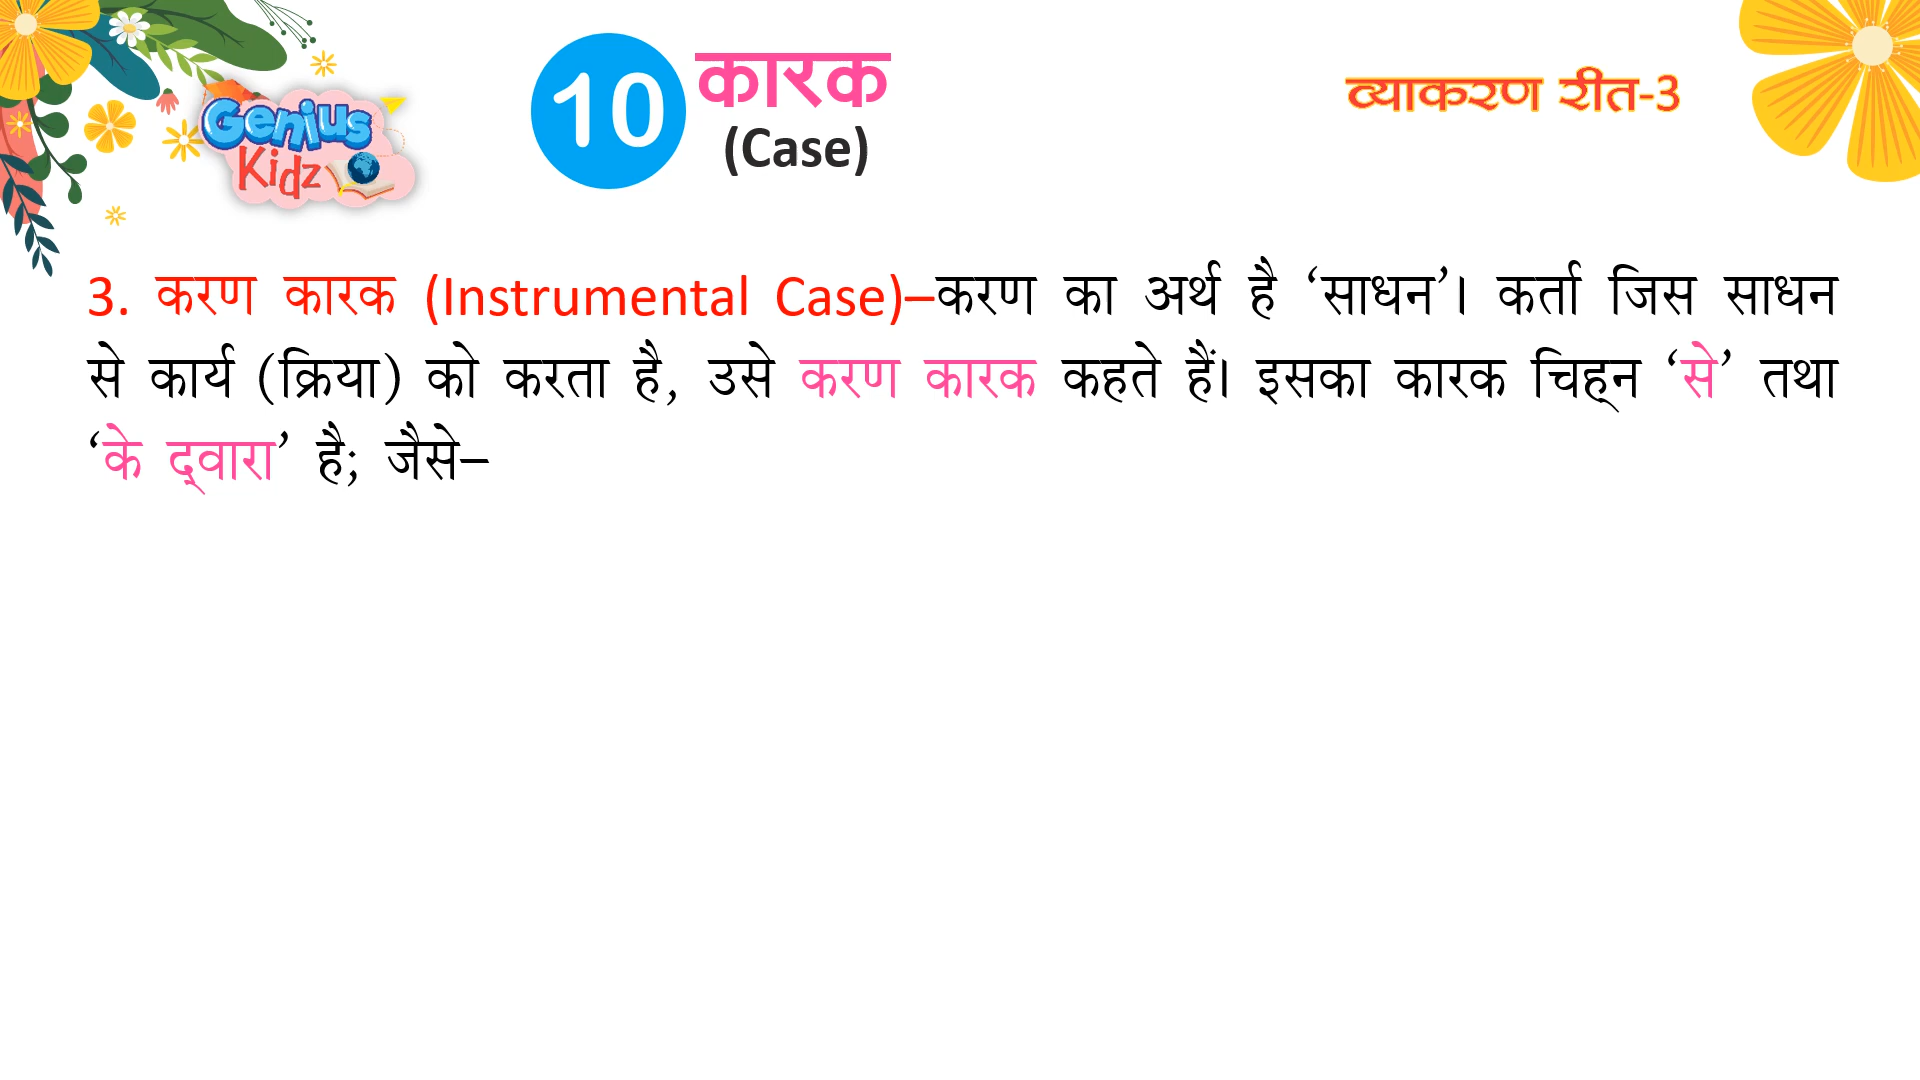 Genius
Kidz
10
कारक
(Case)
व्याकरण रीत-3
3. करण कारक (Instrumental Case)–करण का अर्थ है ‘साधन’। कर्ता जिस साधन
से कार्य (क्रिया) को करता है, उसे करण कारक कहते हैं। इसका कारक चिह्‌न ‘से’ तथा
‘के द्‌वारा’ है; जैसे–